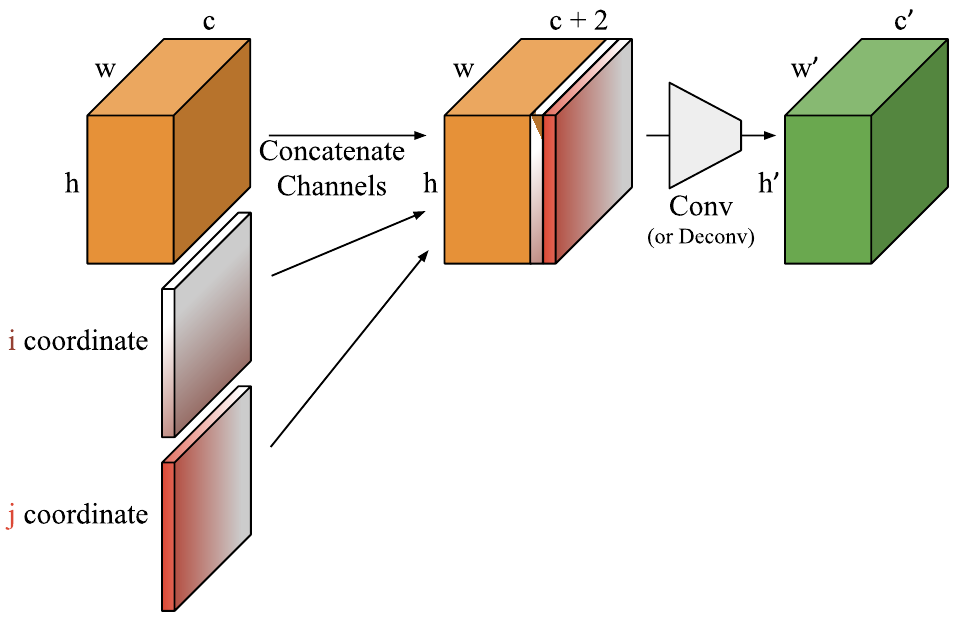 c
c + 2
c′
w
w
w′
Concatenate
Channels
h
h
h′
Conv
(or Deconv)
i coordinate
j coordinate